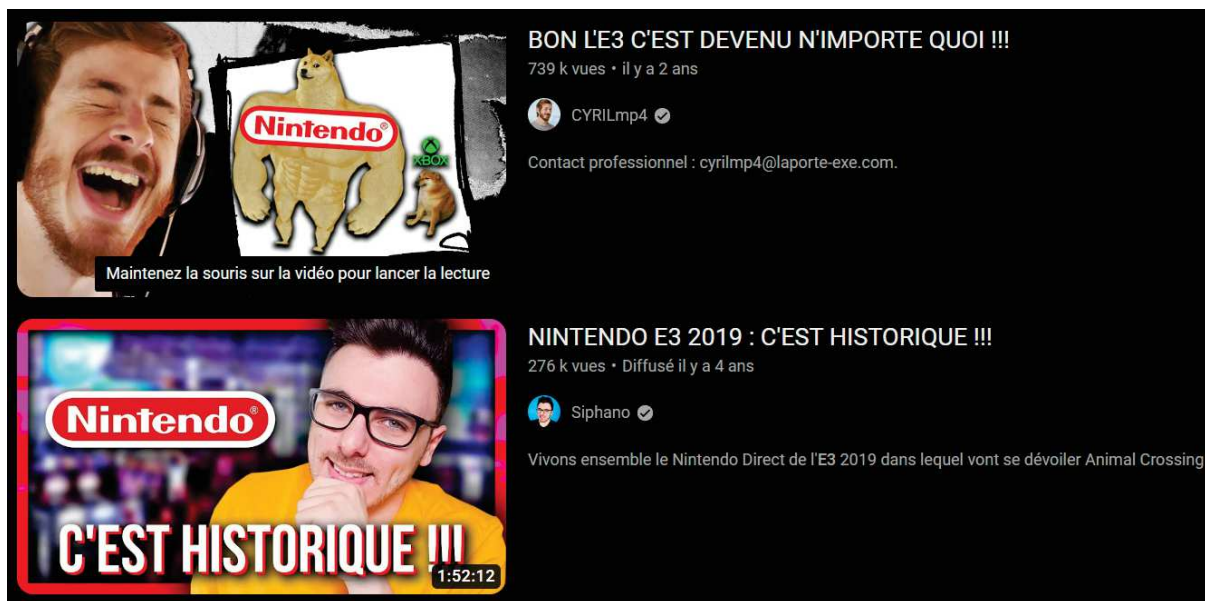 Nintendo®
XBOX
Maintenez la souris sur la vidéo pour lancer la lecture
BON L'E3 C'EST DEVENU N'IMPORTE QUOI !!!
739 k vues • il y a 2 ans
CYRILmp4
Contact professionnel : cyrilmp4@laporte-exe.com.
Nintendo®
C'EST HISTORIQUE !!!
1:52:12
NINTENDO E3 2019 : C'EST HISTORIQUE !!!
276 k vues • Diffusé il y a 4 ans
Siphano
Vivons ensemble le Nintendo Direct de l'E3 2019 dans lequel vont se dévoiler Animal Crossing